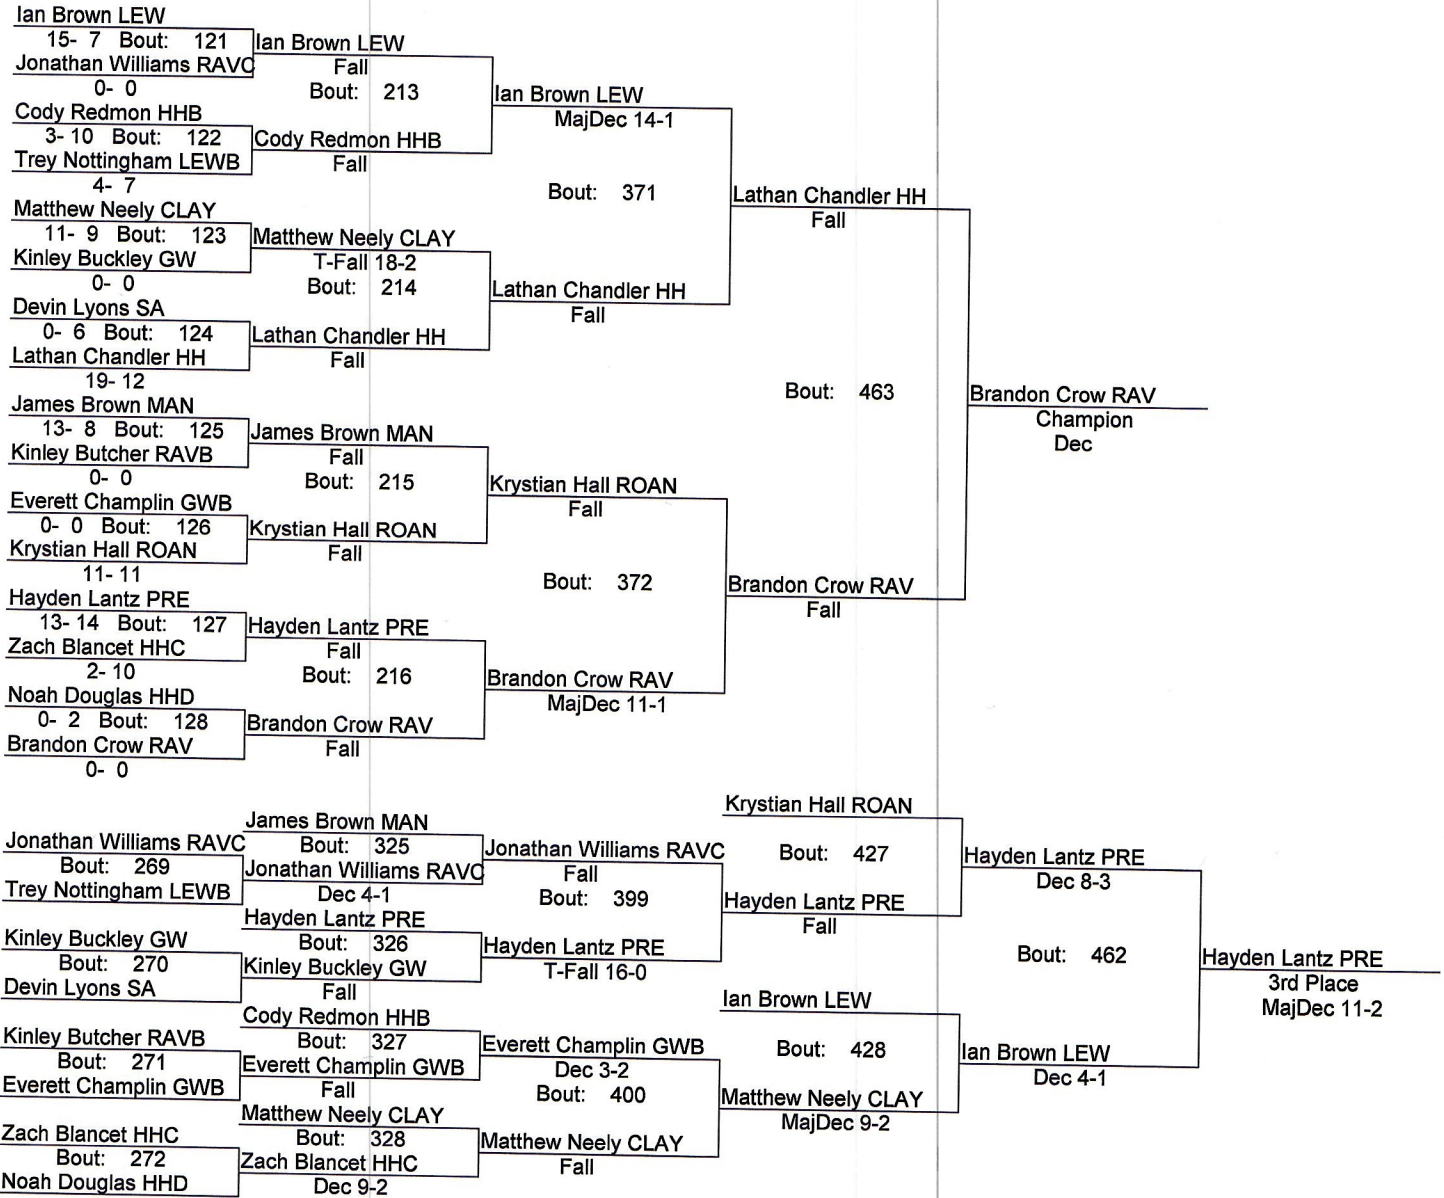 Ian Brown LEW
15- 7 Bout: 121
Jonathan Williams RAVC
0- 0
Cody Redmon HHB
3- 10 Bout: 122
Trey Nottingham LEWB
4- 7
Matthew Neely CLAY
11- 9 Bout: 123
Kinley Buckley GW
0- 0
Devin Lyons SA
0- 6 Bout: 124
Lathan Chandler HH
19- 12
James Brown MAN
13- 8 Bout: 125
Kinley Butcher RAVB
0- 0
Everett Champlin GWB
0- 0 Bout: 126
Krystian Hall ROAN
11- 11
Hayden Lantz PRE
13- 14 Bout: 127
Zach Blancet HHC
2- 10
Noah Douglas HHD
0- 2 Bout: 128
Brandon Crow RAV
0- 0
Ian Brown LEW
Fall
Bout: 213
Cody Redmon HHB
Fall
Matthew Neely CLAY
T-Fall 18-2
Bout: 214
Lathan Chandler HH
Fall
James Brown MAN
Fall
Bout: 215
Krystian Hall ROAN
Fall
Hayden Lantz PRE
Fall
Bout: 216
Brandon Crow RAV
Fall
Ian Brown LEW
MajDec 14-1
Bout: 371
Lathan Chandler HH
Fall
Krystian Hall ROAN
Fall
Bout: 372
Brandon Crow RAV
MajDec 11-1
Lathan Chandler HH
Fall
Bout: 463
Brandon Crow RAV
Fall
Brandon Crow RAV
Champion
Dec
Jonathan Williams RAVC
Bout: 269
Trey Nottingham LEWB
Kinley Buckley GW
Bout: 270
Devin Lyons SA
Kinley Butcher RAVB
Bout: 271
Everett Champlin GWB
Zach Blancet HHC
Bout: 272
Noah Douglas HHD
James Brown MAN
Bout: 325
Jonathan Williams RAVC
Dec 4-1
Hayden Lantz PRE
Bout: 326
Kinley Buckley GW
Fall
Cody Redmon HHB
Bout: 327
Everett Champlin GWB
Fall
Matthew Neely CLAY
Bout: 328
Zach Blancet HHC
Dec 9-2
Jonathan Williams RAVC
Fall
Bout: 399
Hayden Lantz PRE
T-Fall 16-0
Everett Champlin GWB
Dec 3-2
Bout: 400
Matthew Neely CLAY
Fall
Krystian Hall ROAN
Bout: 427
Hayden Lantz PRE
Fall
Ian Brown LEW
Bout: 428
Matthew Neely CLAY
MajDec 9-2
Hayden Lantz PRE
Dec 8-3
Bout: 462
Ian Brown LEW
Dec 4-1
Hayden Lantz PRE
3rd Place
MajDec 11-2